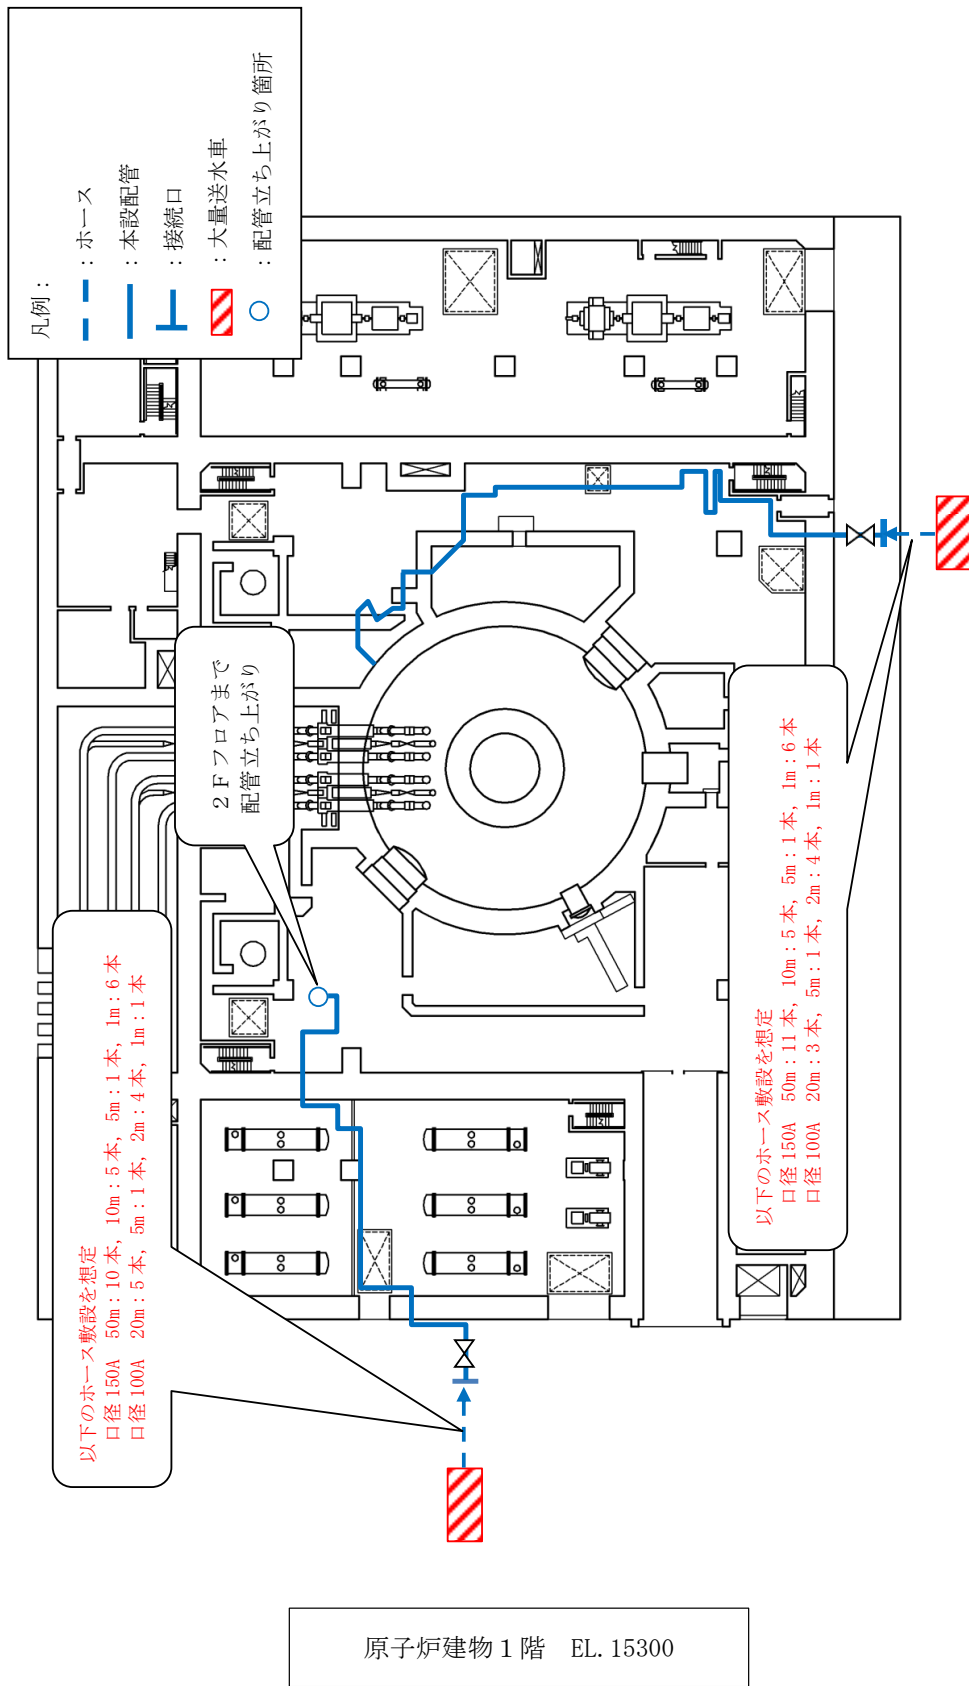 凡例：
：ホース
：本設配管
：接続口
：大量送水車
：配管立ち上がり箇所
２Ｆフロアまで
配管立ち上がり
以下のホース敷設を想定
口径 150A　50m：10 本，10m：5 本，5m：1 本，1m：6 本
口径 100A　20m：5 本，5m：1 本，2m：4 本，1m：1 本
以下のホース敷設を想定
口径 150A　50m：11 本，10m：5 本，5m：1 本，1m：6 本
口径 100A　20m：3 本，5m：1 本，2m：4 本，1m：1 本
原子炉建物１階　EL.15300